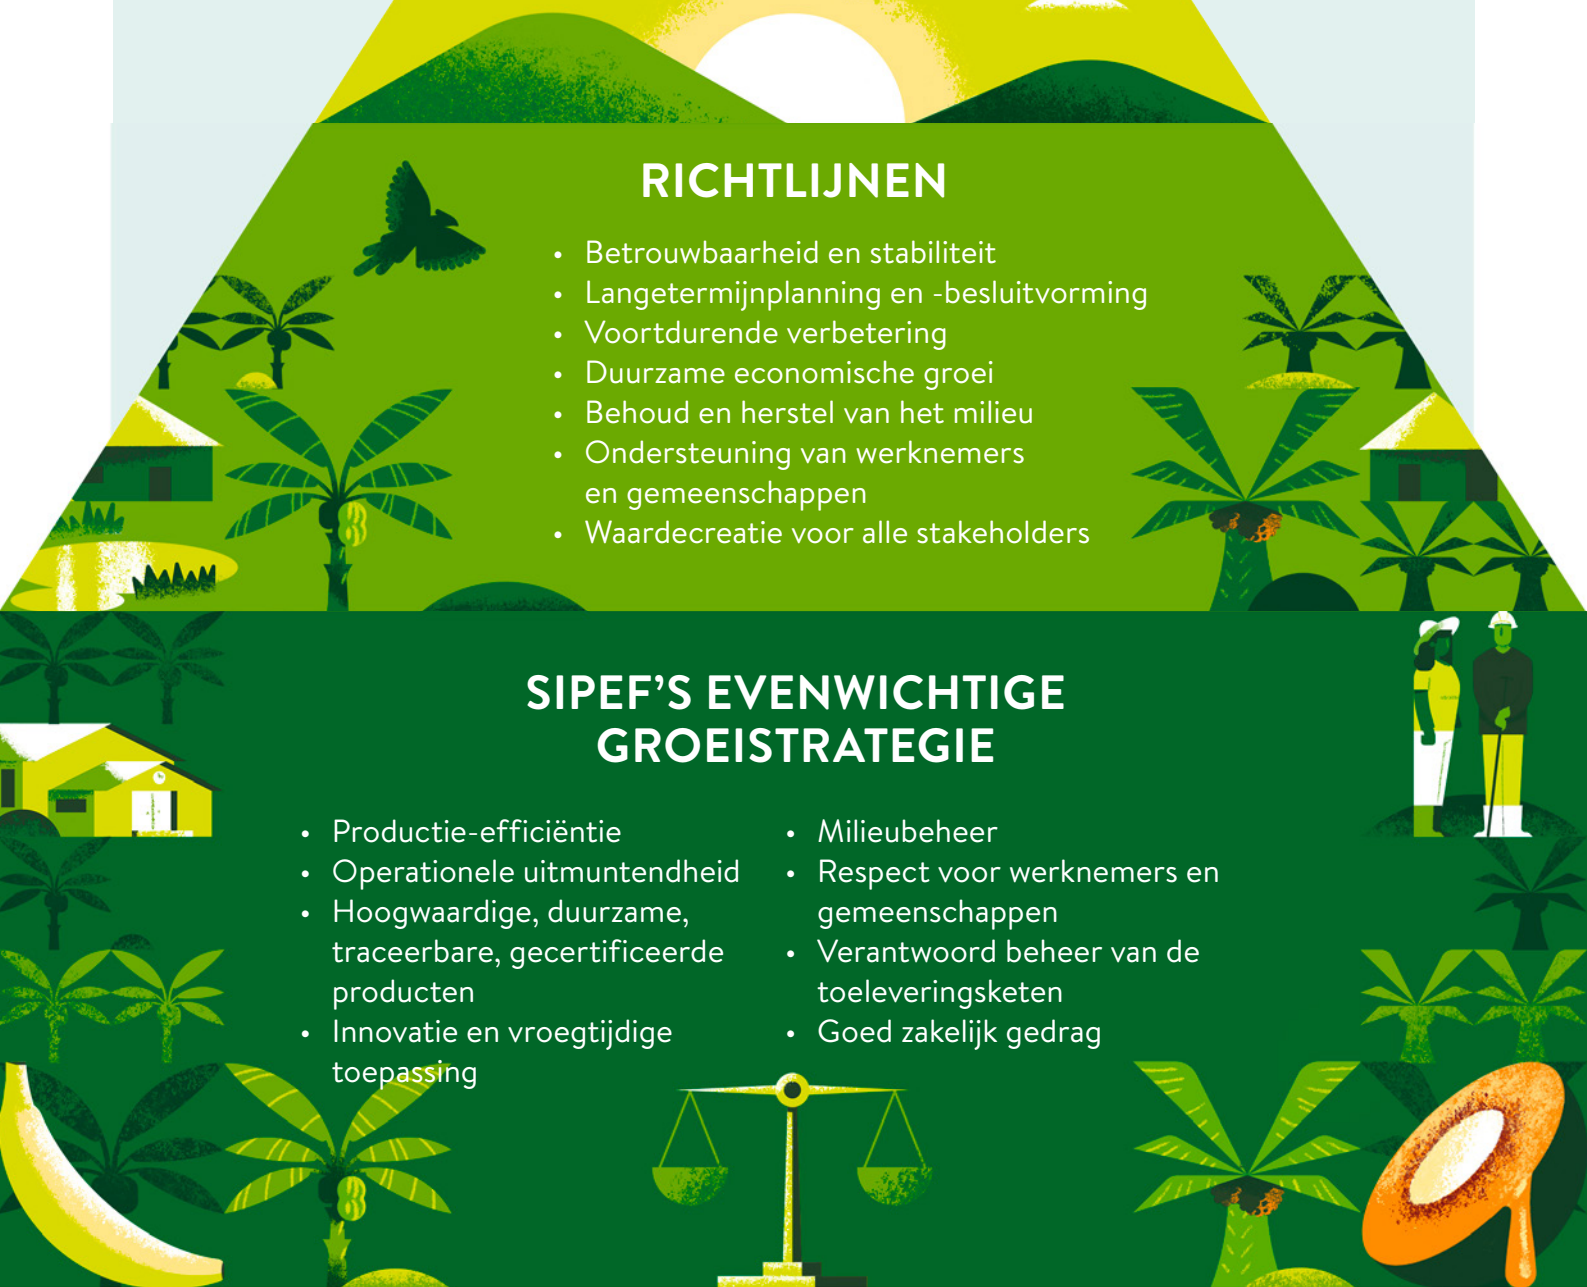 RICHTLIJNEN
• Betrouwbaarheid en stabiliteit
• Langetermijnplanning en -besluitvorming
• Voortdurende verbetering
• Duurzame economische groei
• Behoud en herstel van het milieu
• Ondersteuning van werknemers
en gemeenschappen
• Waardecreatie voor alle stakeholders
SIPEF’S EVENWICHTIGE
GROEISTRATEGIE
• Productie-efficiëntie
• Operationele uitmuntendheid
• Hoogwaardige, duurzame,
traceerbare, gecertificeerde
producten
• Innovatie en vroegtijdige
toepassing
• Milieubeheer
• Respect voor werknemers en
gemeenschappen
• Verantwoord beheer van de
toeleveringsketen
• Goed zakelijk gedrag